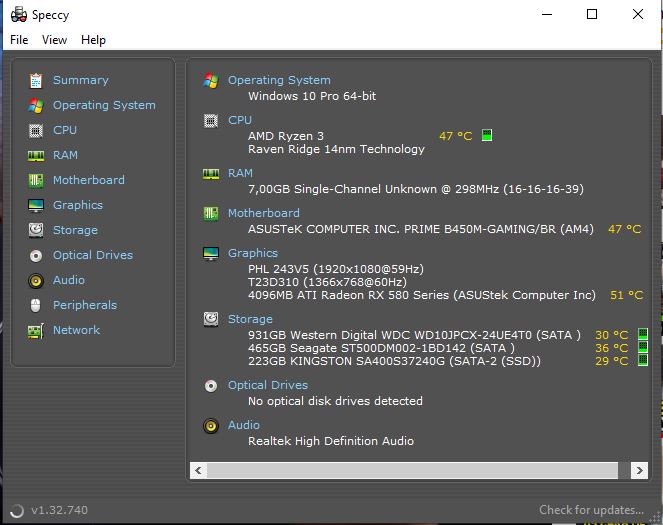 Speccy
File View Help
Summary
Operating System
CPU
RAM
Motherboard
Graphics
Storage
Optical Drives
Audio
Peripherals
Network
Operating System
Windows 10 Pro 64-bit
CPU
AMD Ryzen 3 47 °C
Raven Ridge 14nm Technology
RAM
7,00GB Single-Channel Unknown @ 298MHz (16-16-16-39)
Motherboard
ASUSTeK COMPUTER INC. PRIME B450M-GAMING/BR (AM4) 47 °C
Graphics
PHL 243V5 (1920x1080@59Hz)
T23D310 (1366x768@60Hz)
4096MB ATI Radeon RX 580 Series (ASUStek Computer Inc) 51 °C
Storage
931GB Western Digital WDC WD10JPCX-24UE4T0 (SATA ) 30 °C
465GB Seagate ST500DM002-1BD142 (SATA ) 36 °C
223GB KINGSTON SA400S37240G (SATA-2 (SSD)) 29 °C
Optical Drives
No optical disk drives detected
Audio
Realtek High Definition Audio
v1.32.740 Check for updates...